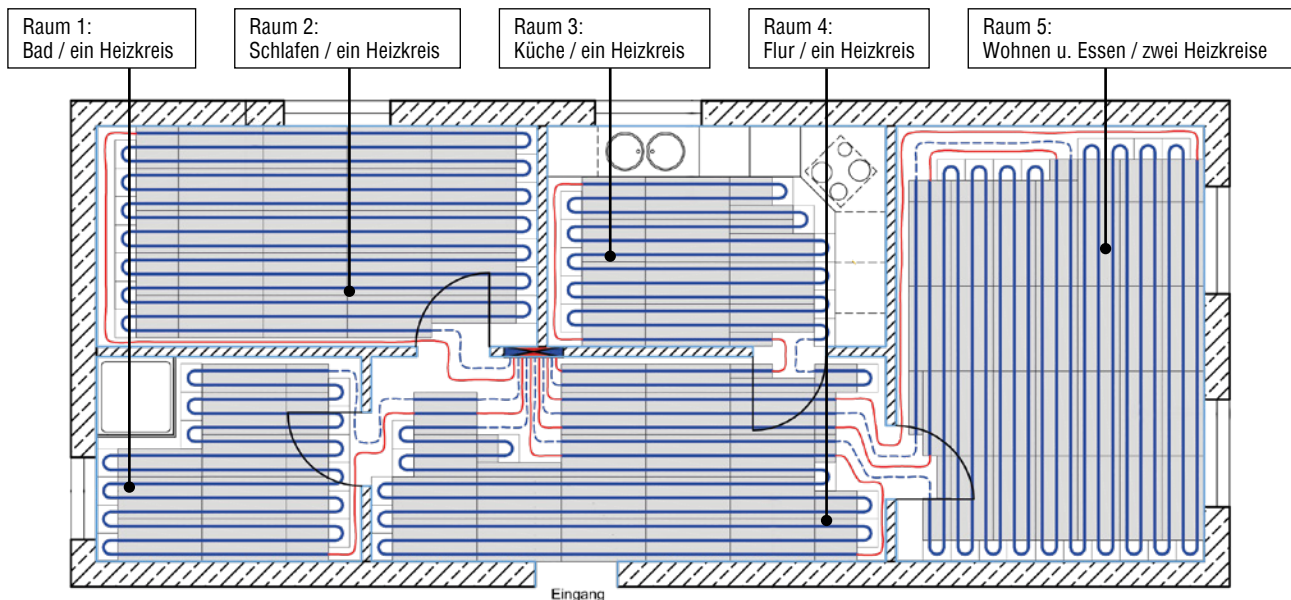 Raum 1:
Bad / ein Heizkreis
Raum 2:
Schlafen / ein Heizkreis
Raum 3:
Küche / ein Heizkreis
Raum 4:
Flur / ein Heizkreis
Raum 5:
Wohnen u. Essen / zwei Heizkreise
Eingang